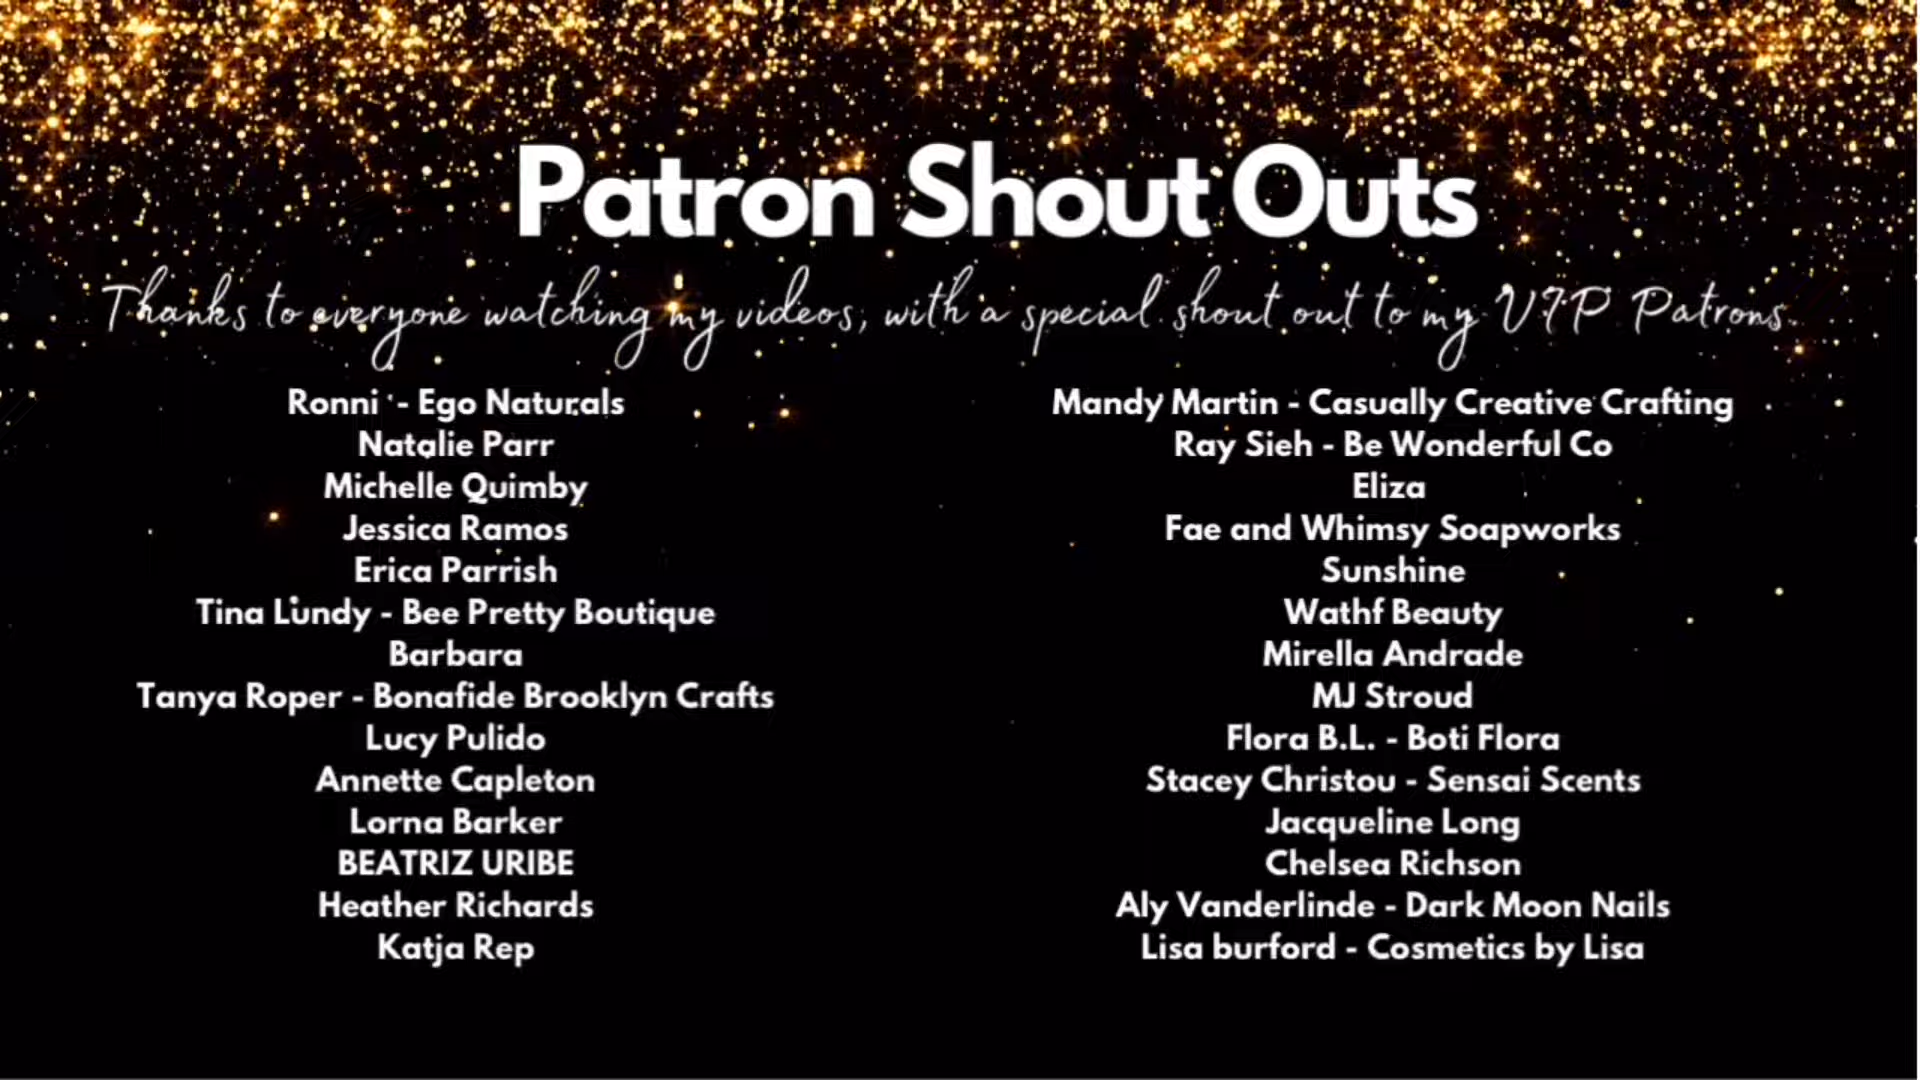 Patron Shout Outs
Thanks to everyone watching my videos, with a special shout out to my VIP Patrons.
Ronni - Ego Naturals
Natalie Parr
Michelle Quimby
Jessica Ramos
Erica Parrish
Tina Lundy - Bee Pretty Boutique
Barbara
Tanya Roper - Bonafide Brooklyn Crafts
Lucy Pulido
Annette Capleton
Lorna Barker
BEATRIZ URIBE
Heather Richards
Katja Rep
Mandy Martin - Casually Creative Crafting
Ray Sieh - Be Wonderful Co
Eliza
Fae and Whimsy Soapworks
Sunshine
Wathf Beauty
Mirella Andrade
MJ Stroud
Flora B.L. - Boti Flora
Stacey Christou - Sensai Scents
Jacqueline Long
Chelsea Richson
Aly Vanderlinde - Dark Moon Nails
Lisa burford - Cosmetics by Lisa